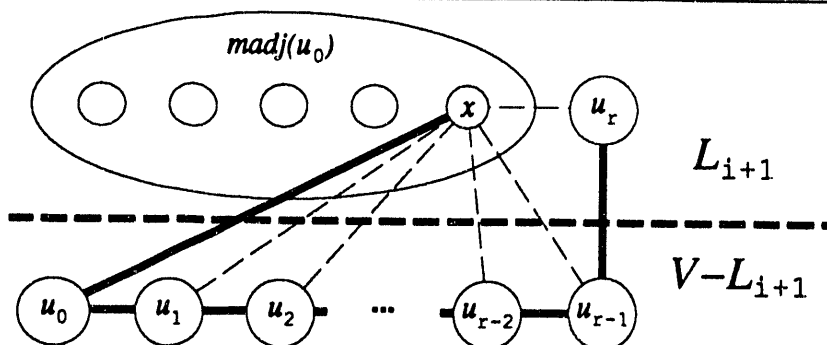 madj(u₀)
x
uᵣ
Lᵢ₊₁
V−Lᵢ₊₁
u₀ u₁ u₂ ... uᵣ₋₂ uᵣ₋₁